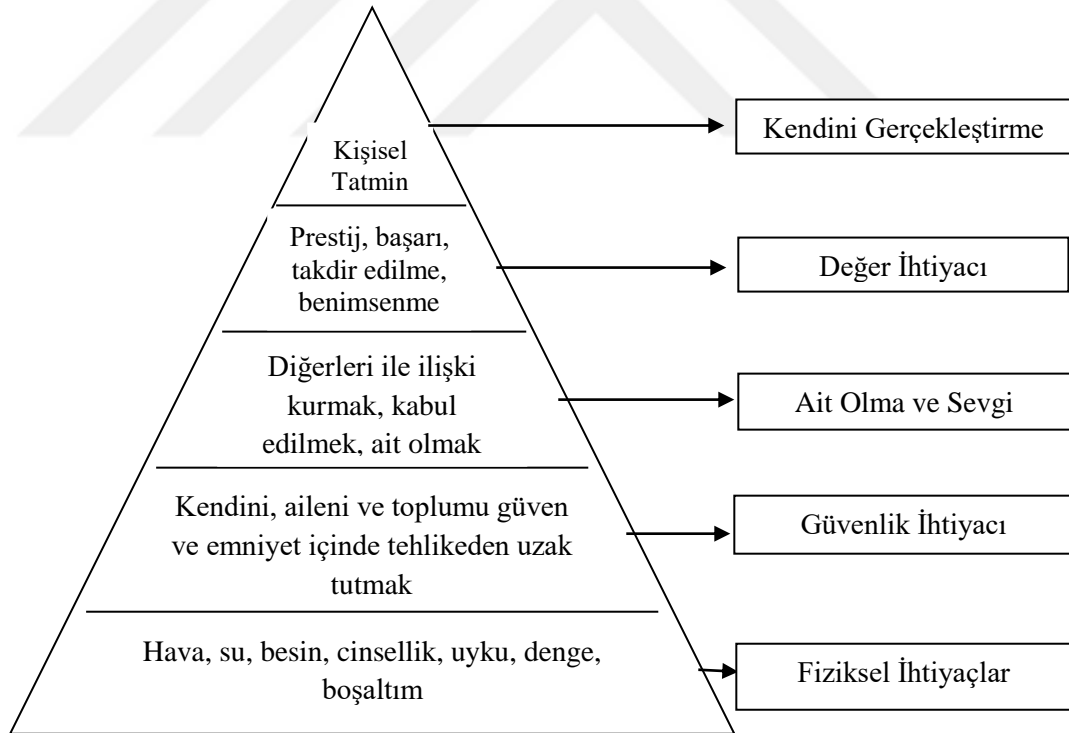 Kişisel
Tatmin
Kendini Gerçekleştirme
Prestij, başarı,
takdir edilme,
benimsenme
Değer İhtiyacı
Diğerleri ile ilişki
kurmak, kabul
edilmek, ait olmak
Ait Olma ve Sevgi
Kendini, aileni ve toplumu güven
ve emniyet içinde tehlikeden uzak
tutmak
Güvenlik İhtiyacı
Hava, su, besin, cinsellik, uyku, denge,
boşaltım
Fiziksel İhtiyaçlar